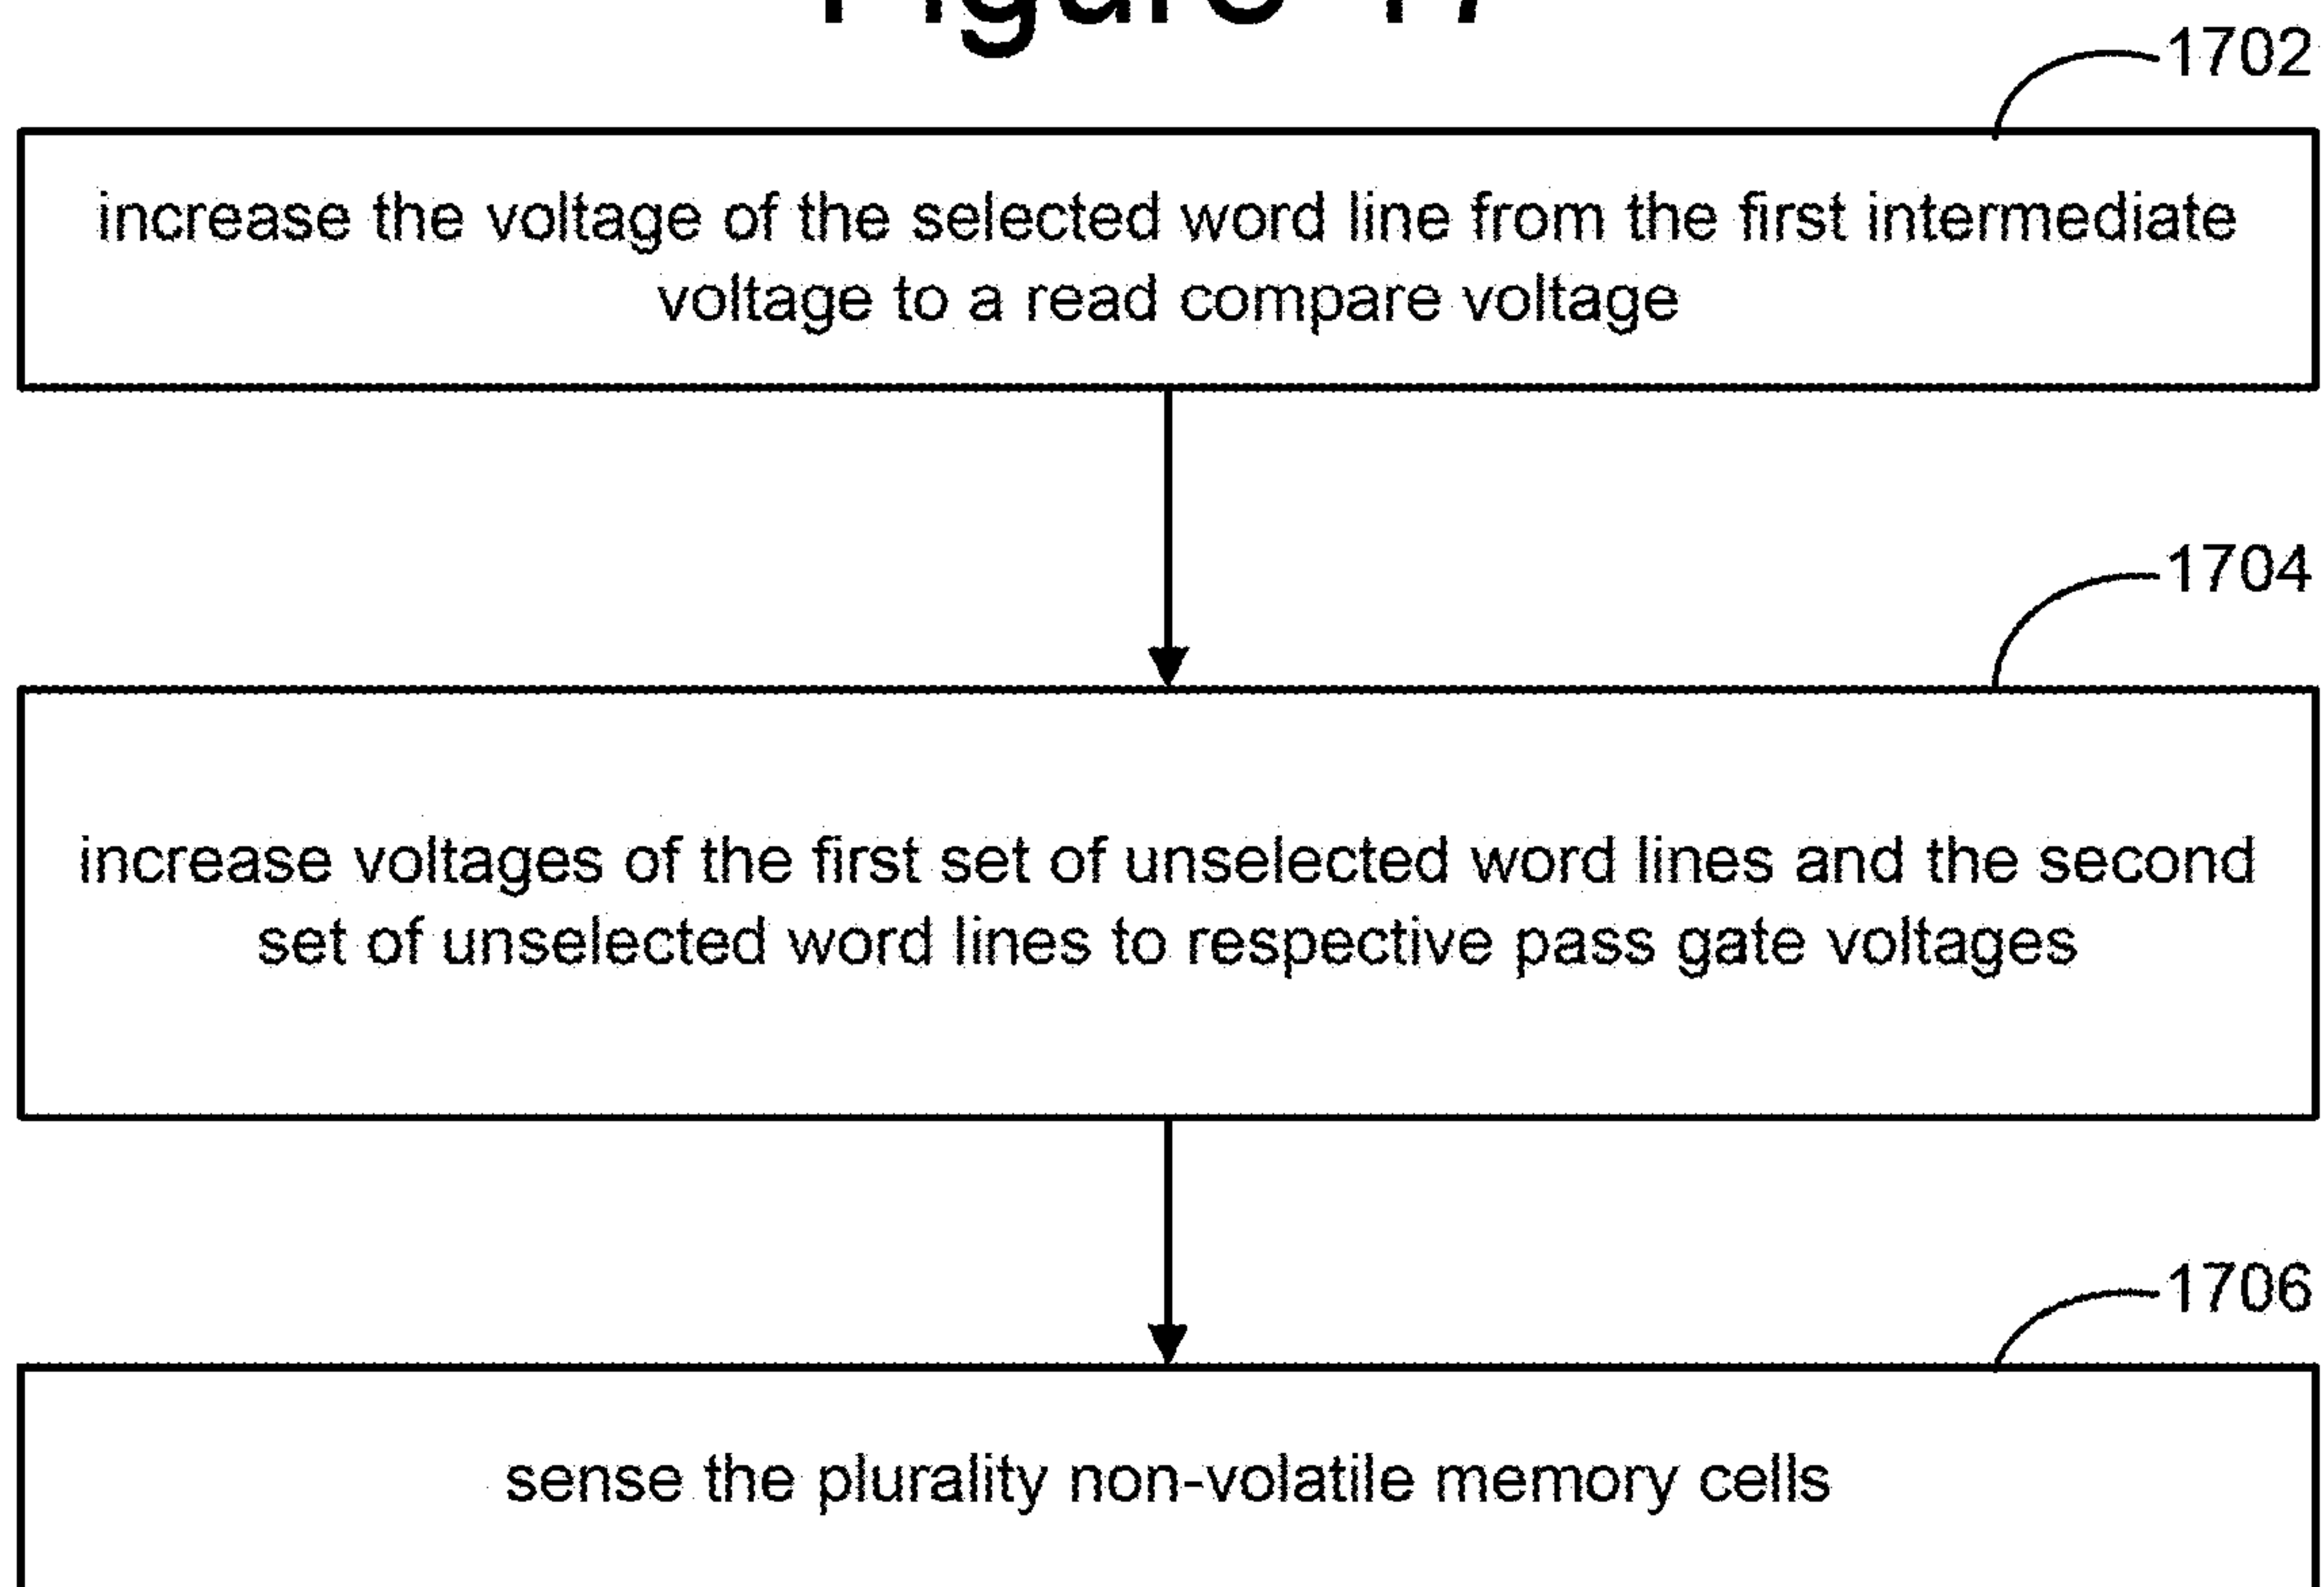 Figure 17
1702
increase the voltage of the selected word line from the first intermediate
voltage to a read compare voltage
1704
increase voltages of the first set of unselected word lines and the second
set of unselected word lines to respective pass gate voltages
1706
sense the plurality non-volatile memory cells